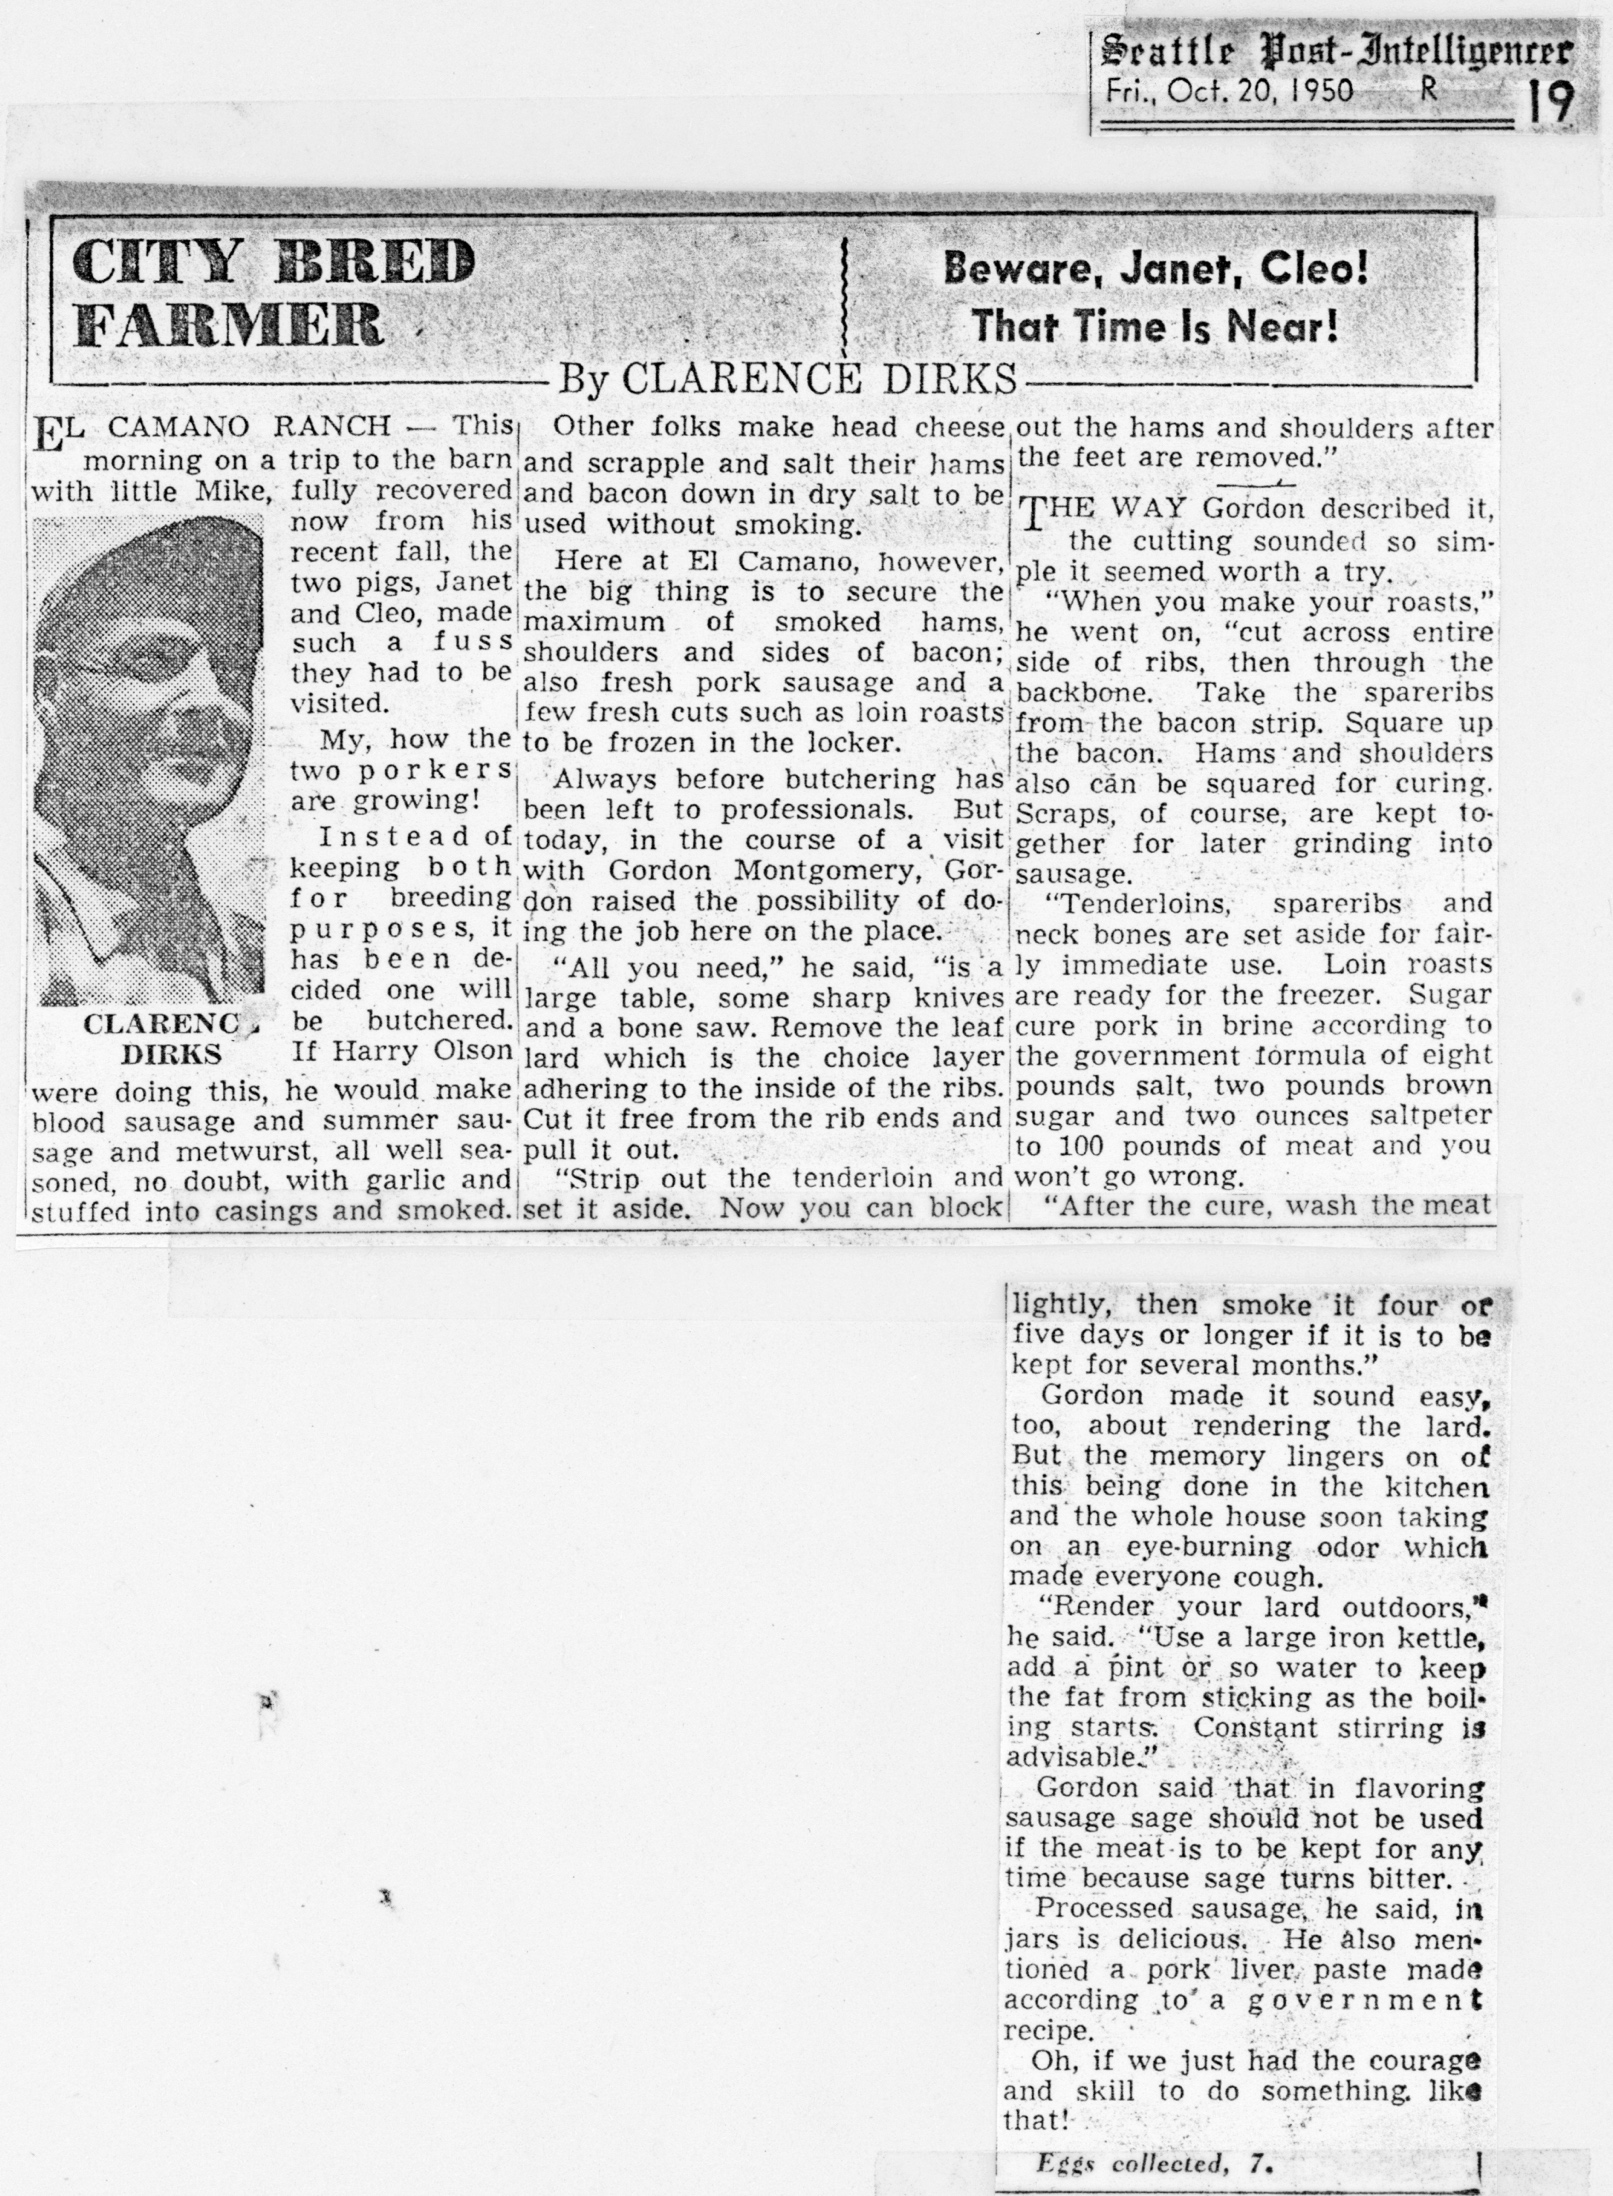 Seattle Post-Intelligencer
Fri., Oct. 20, 1950 R 19
CITY BRED
FARMER
Beware, Janet, Cleo!
That Time Is Near!
By CLARENCE DIRKS
EL CAMANO RANCH — This
morning on a trip to the barn
with little Mike, fully recovered
now from his
recent fall, the
two pigs, Janet
and Cleo, made
such a fuss
they had to be
visited.
My, how the
two porkers
are growing!
Instead of
keeping both
for breeding
purposes, it
has been de-
cided one will
be butchered.
If Harry Olson
CLARENC
DIRKS
were doing this, he would make
blood sausage and summer sau-
sage and metwurst, all well sea-
soned, no doubt, with garlic and
stuffed into casings and smoked.
Other folks make head cheese
and scrapple and salt their hams
and bacon down in dry salt to be
used without smoking.
Here at El Camano, however,
the big thing is to secure the
maximum of smoked hams,
shoulders and sides of bacon;
also fresh pork sausage and a
few fresh cuts such as loin roasts
to be frozen in the locker.
Always before butchering has
been left to professionals. But
today, in the course of a visit
with Gordon Montgomery, Gor-
don raised the possibility of do-
ing the job here on the place.
“All you need,” he said, “is a
large table, some sharp knives
and a bone saw. Remove the leaf
lard which is the choice layer
adhering to the inside of the ribs.
Cut it free from the rib ends and
pull it out.
“Strip out the tenderloin and
set it aside. Now you can block
out the hams and shoulders after
the feet are removed.”
THE WAY Gordon described it,
the cutting sounded so sim-
ple it seemed worth a try.
“When you make your roasts,”
he went on, “cut across entire
side of ribs, then through the
backbone. Take the spareribs
from the bacon strip. Square up
the bacon. Hams and shoulders
also can be squared for curing.
Scraps, of course, are kept to-
gether for later grinding into
sausage.
“Tenderloins, spareribs and
neck bones are set aside for fair-
ly immediate use. Loin roasts
are ready for the freezer. Sugar
cure pork in brine according to
the government formula of eight
pounds salt, two pounds brown
sugar and two ounces saltpeter
to 100 pounds of meat and you
won’t go wrong.
“After the cure, wash the meat
lightly, then smoke it four or
five days or longer if it is to be
kept for several months.”
Gordon made it sound easy,
too, about rendering the lard.
But the memory lingers on of
this being done in the kitchen
and the whole house soon taking
on an eye-burning odor which
made everyone cough.
“Render your lard outdoors,”
he said. “Use a large iron kettle,
add a pint or so water to keep
the fat from sticking as the boil-
ing starts. Constant stirring is
advisable.”
Gordon said that in flavoring
sausage sage should not be used
if the meat is to be kept for any
time because sage turns bitter.
Processed sausage, he said, in
jars is delicious. He also men-
tioned a pork liver paste made
according to a government
recipe.
Oh, if we just had the courage
and skill to do something like
that!
Eggs collected, 7.